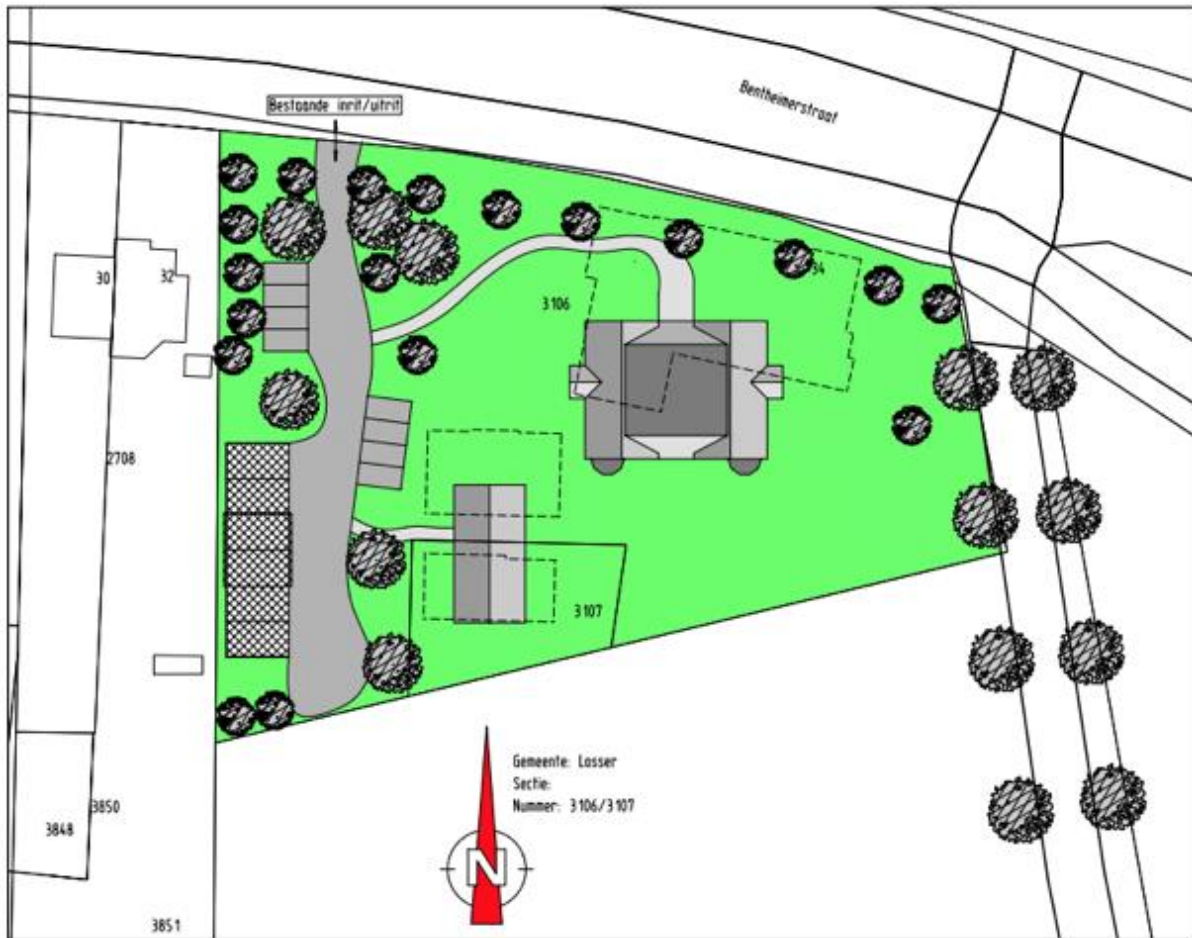 Bentheimerstraat
Bestaande inrit/uitrit
34
30
32
3106
2708
3107
Gemeente: Losser
Sectie:
Nummer: 3106/3107
3850
3848
N
3851